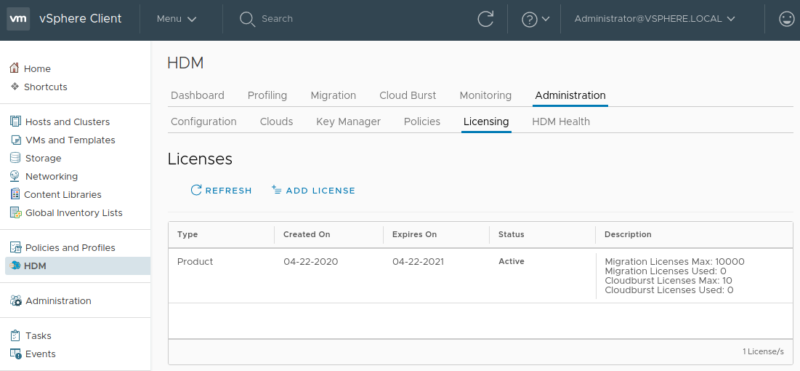 vm vSphere Client Menu Search Administrator@VSPHERE.LOCAL
Home
Shortcuts
Hosts and Clusters
VMs and Templates
Storage
Networking
Content Libraries
Global Inventory Lists
Policies and Profiles
HDM
Administration
Tasks
Events
HDM
Dashboard Profiling Migration Cloud Burst Monitoring Administration
Configuration Clouds Key Manager Policies Licensing HDM Health
Licenses
REFRESH ADD LICENSE
Type Created On Expires On Status Description
Product 04-22-2020 04-22-2021 Active Migration Licenses Max: 10000
Migration Licenses Used: 0
Cloudburst Licenses Max: 10
Cloudburst Licenses Used: 0
1 License/s